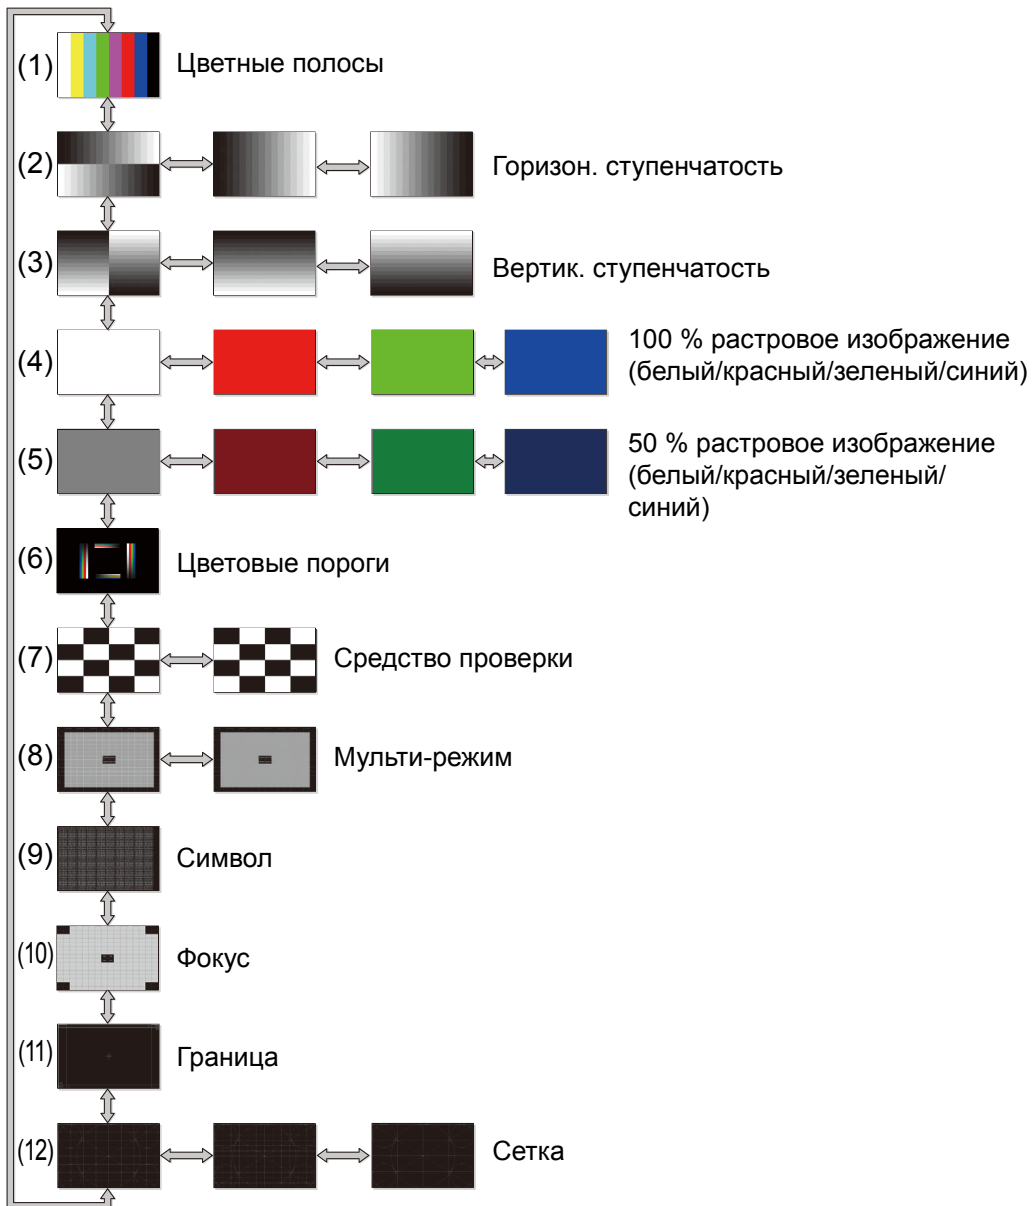 (1) Цветные полосы
(2) Горизон. ступенчатость
(3) Вертик. ступенчатость
(4) 100 % растровое изображение
(белый/красный/зеленый/синий)
(5) 50 % растровое изображение
(белый/красный/зеленый/
синий)
(6) Цветовые пороги
(7) Средство проверки
(8) Мульти-режим
(9) Символ
(10) Фокус
(11) Граница
(12) Сетка